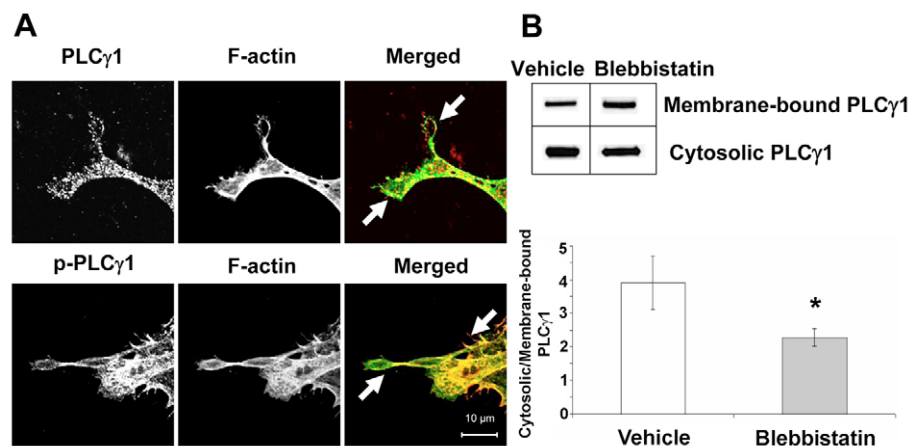 A
PLCγ1 F-actin Merged
p-PLCγ1 F-actin Merged
10 μm
B
Vehicle Blebbistatin
Membrane-bound PLCγ1
Cytosolic PLCγ1
Cytosolic/Membrane-bound
PLCγ1
5
4
3
2
1
0
*
Vehicle Blebbistatin